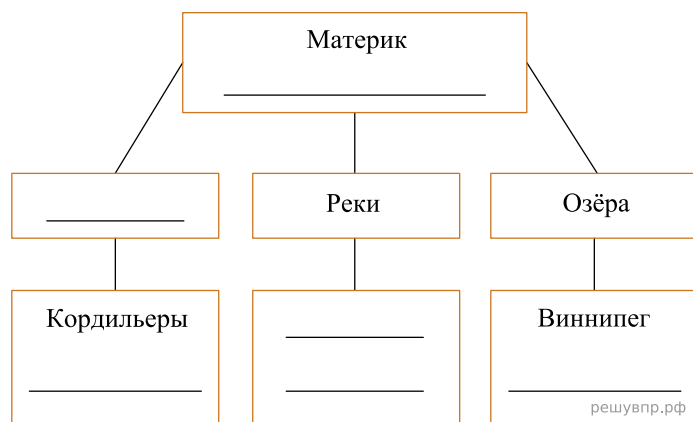 Материк
Реки
Озёра
Кордильеры
Виннипег
решувпр.рф